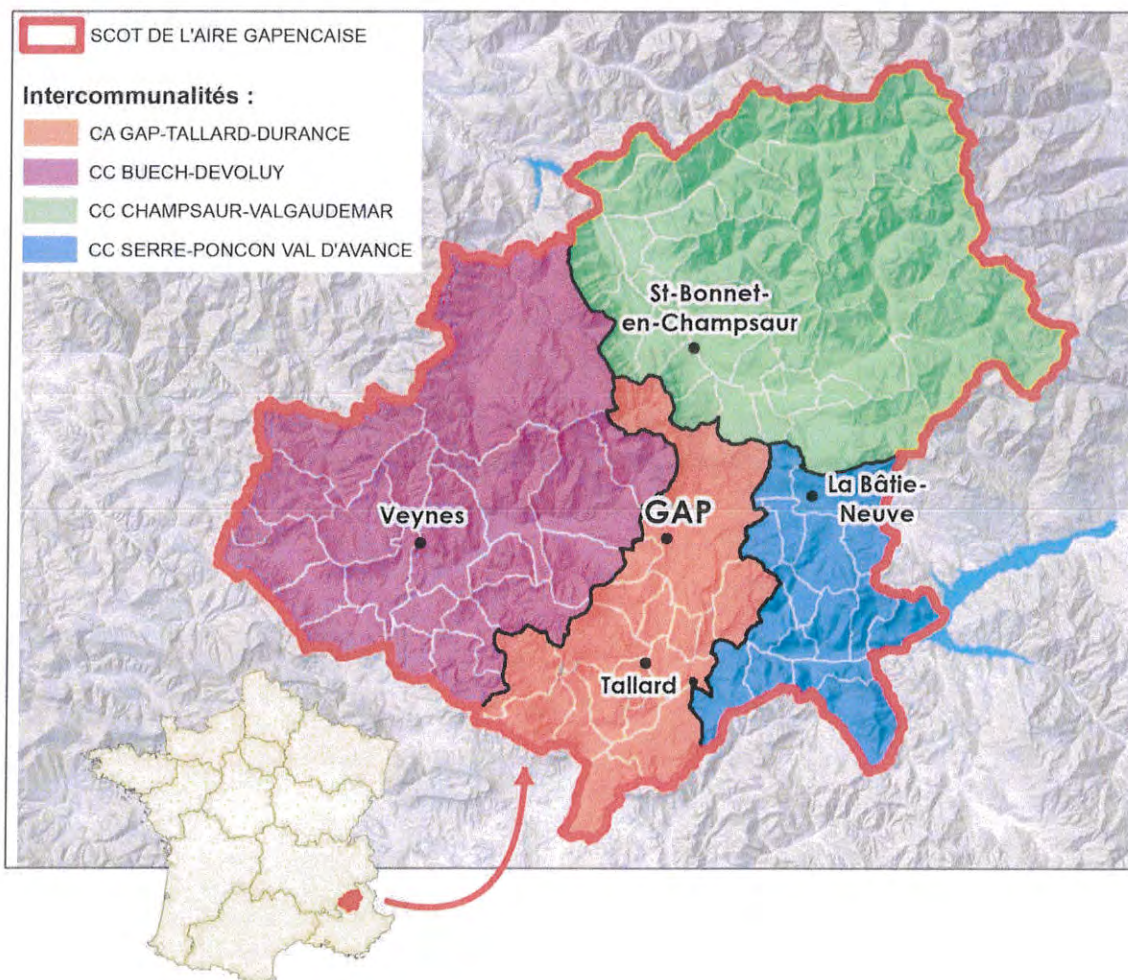 SCOT DE L'AIRE GAPENCAISE
Intercommunalités :
CA GAP-TALLARD-DURANCE
CC BUECH-DEVOLUY
CC CHAMPSAUR-VALGAUDEMAR
CC SERRE-PONCON VAL D'AVANCE
St-Bonnet-
en-Champsaur
La Bâtie-
Neuve
Veynes
GAP
Tallard